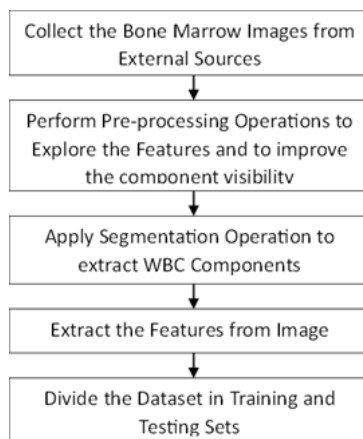 Collect the Bone Marrow Images from
External Sources
Perform Pre-processing Operations to
Explore the Features and to improve
the component visibility
Apply Segmentation Operation to
extract WBC Components
Extract the Features from Image
Divide the Dataset in Training and
Testing Sets